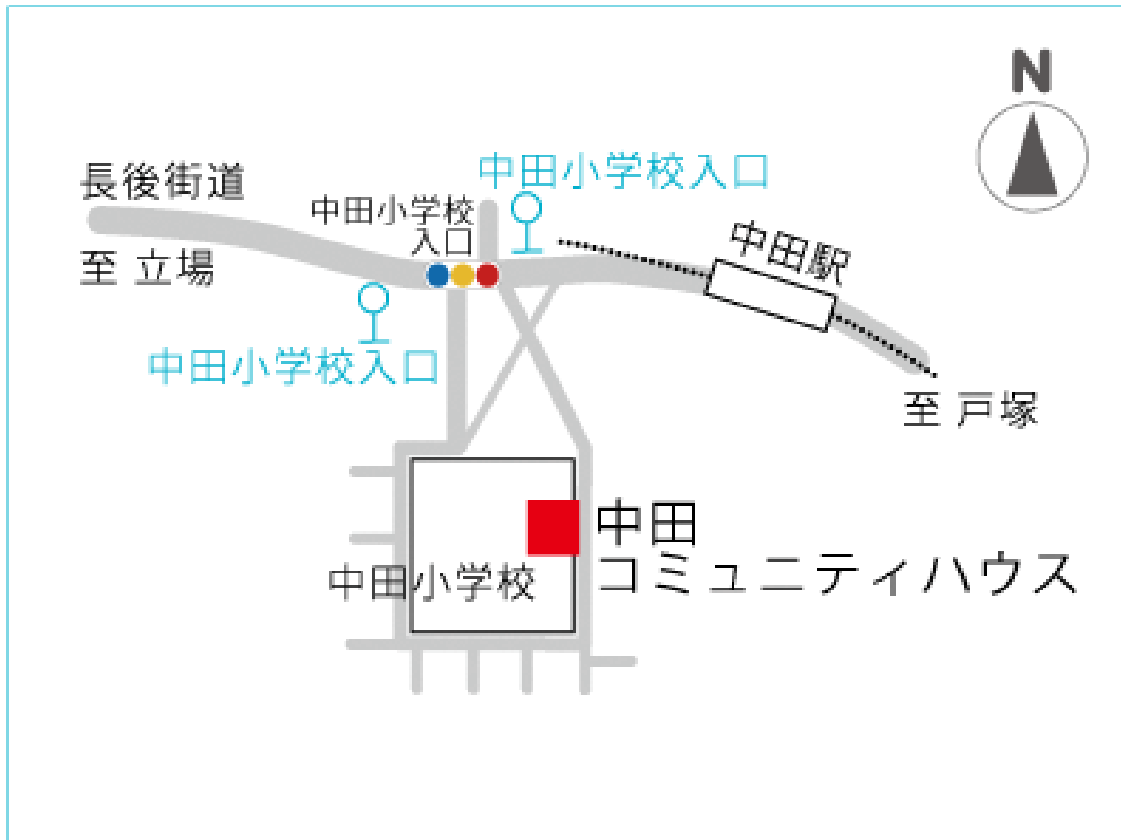 N
中田小学校入口
長後街道
中田小学校
入口
中田駅
至 立場
中田小学校入口
至 戸塚
中田
コミュニティハウス
中田小学校